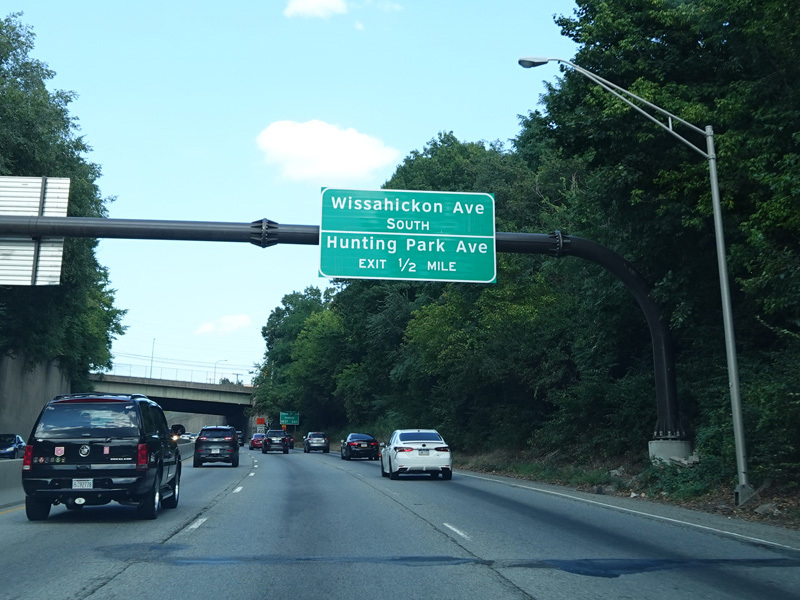 Wissahickon Ave
SOUTH
Hunting Park Ave
EXIT 1/2 MILE